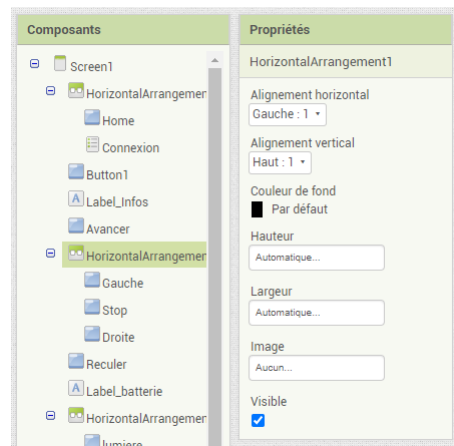 Composants
Screen1
HorizontalArrangemer
Home
Connexion
Button1
A Label_Infos
Avancer
HorizontalArrangemer
Gauche
Stop
Droite
Reculer
A Label_batterie
HorizontalArrangemer
lumiere
Propriétés
HorizontalArrangement1
Alignement horizontal
Gauche : 1
Alignement vertical
Haut : 1
Couleur de fond
Par défaut
Hauteur
Automatique...
Largeur
Automatique...
Image
Aucun...
Visible